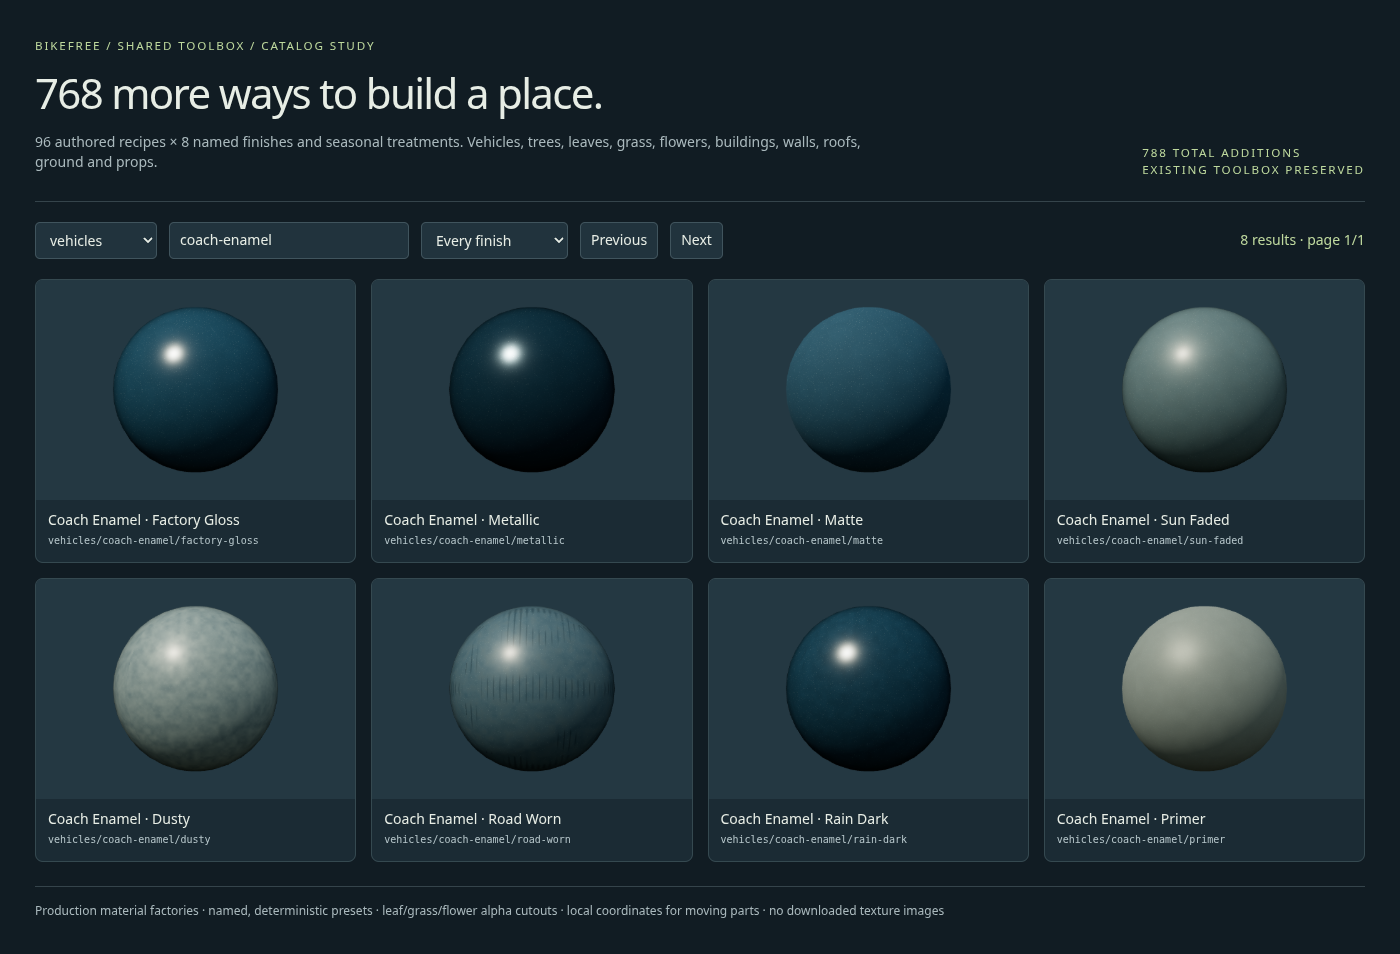 BIKEFREE / SHARED TOOLBOX / CATALOG STUDY
768 more ways to build a place.
96 authored recipes × 8 named finishes and seasonal treatments. Vehicles, trees, leaves, grass, flowers, buildings, walls, roofs,
ground and props.
788 TOTAL ADDITIONS
EXISTING TOOLBOX PRESERVED
vehicles
coach-enamel
Every finish
Previous
Next
8 results · page 1/1
Coach Enamel · Factory Gloss
vehicles/coach-enamel/factory-gloss
Coach Enamel · Metallic
vehicles/coach-enamel/metallic
Coach Enamel · Matte
vehicles/coach-enamel/matte
Coach Enamel · Sun Faded
vehicles/coach-enamel/sun-faded
Coach Enamel · Dusty
vehicles/coach-enamel/dusty
Coach Enamel · Road Worn
vehicles/coach-enamel/road-worn
Coach Enamel · Rain Dark
vehicles/coach-enamel/rain-dark
Coach Enamel · Primer
vehicles/coach-enamel/primer
Production material factories · named, deterministic presets · leaf/grass/flower alpha cutouts · local coordinates for moving parts · no downloaded texture images